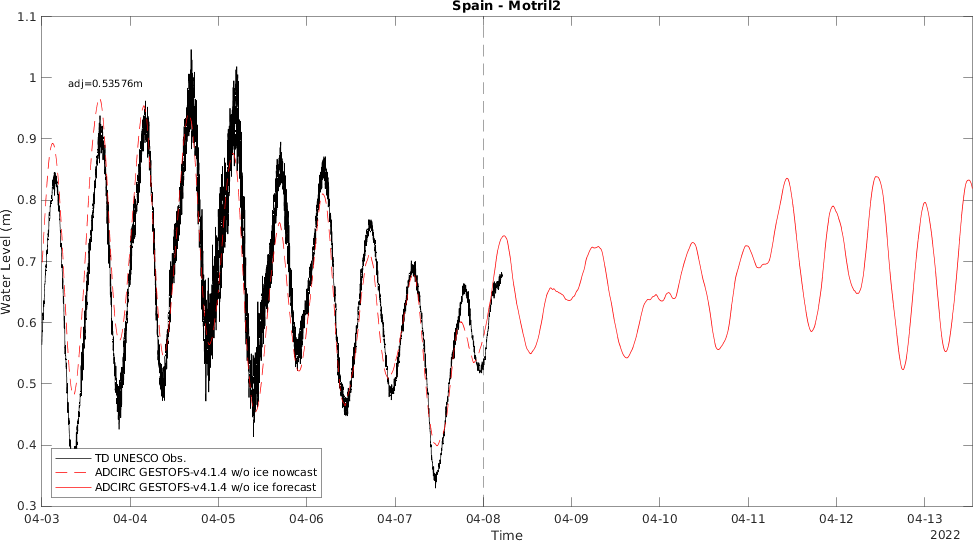 Spain - Motril2
1.1
1
0.9
0.8
0.7
0.6
0.5
0.4
0.3
Water Level (m)
adj=0.53576m
TD UNESCO Obs.
ADCIRC GESTOFS-v4.1.4 w/o ice nowcast
ADCIRC GESTOFS-v4.1.4 w/o ice forecast
04-03 04-04 04-05 04-06 04-07 04-08 04-09 04-10 04-11 04-12 04-13
Time
2022